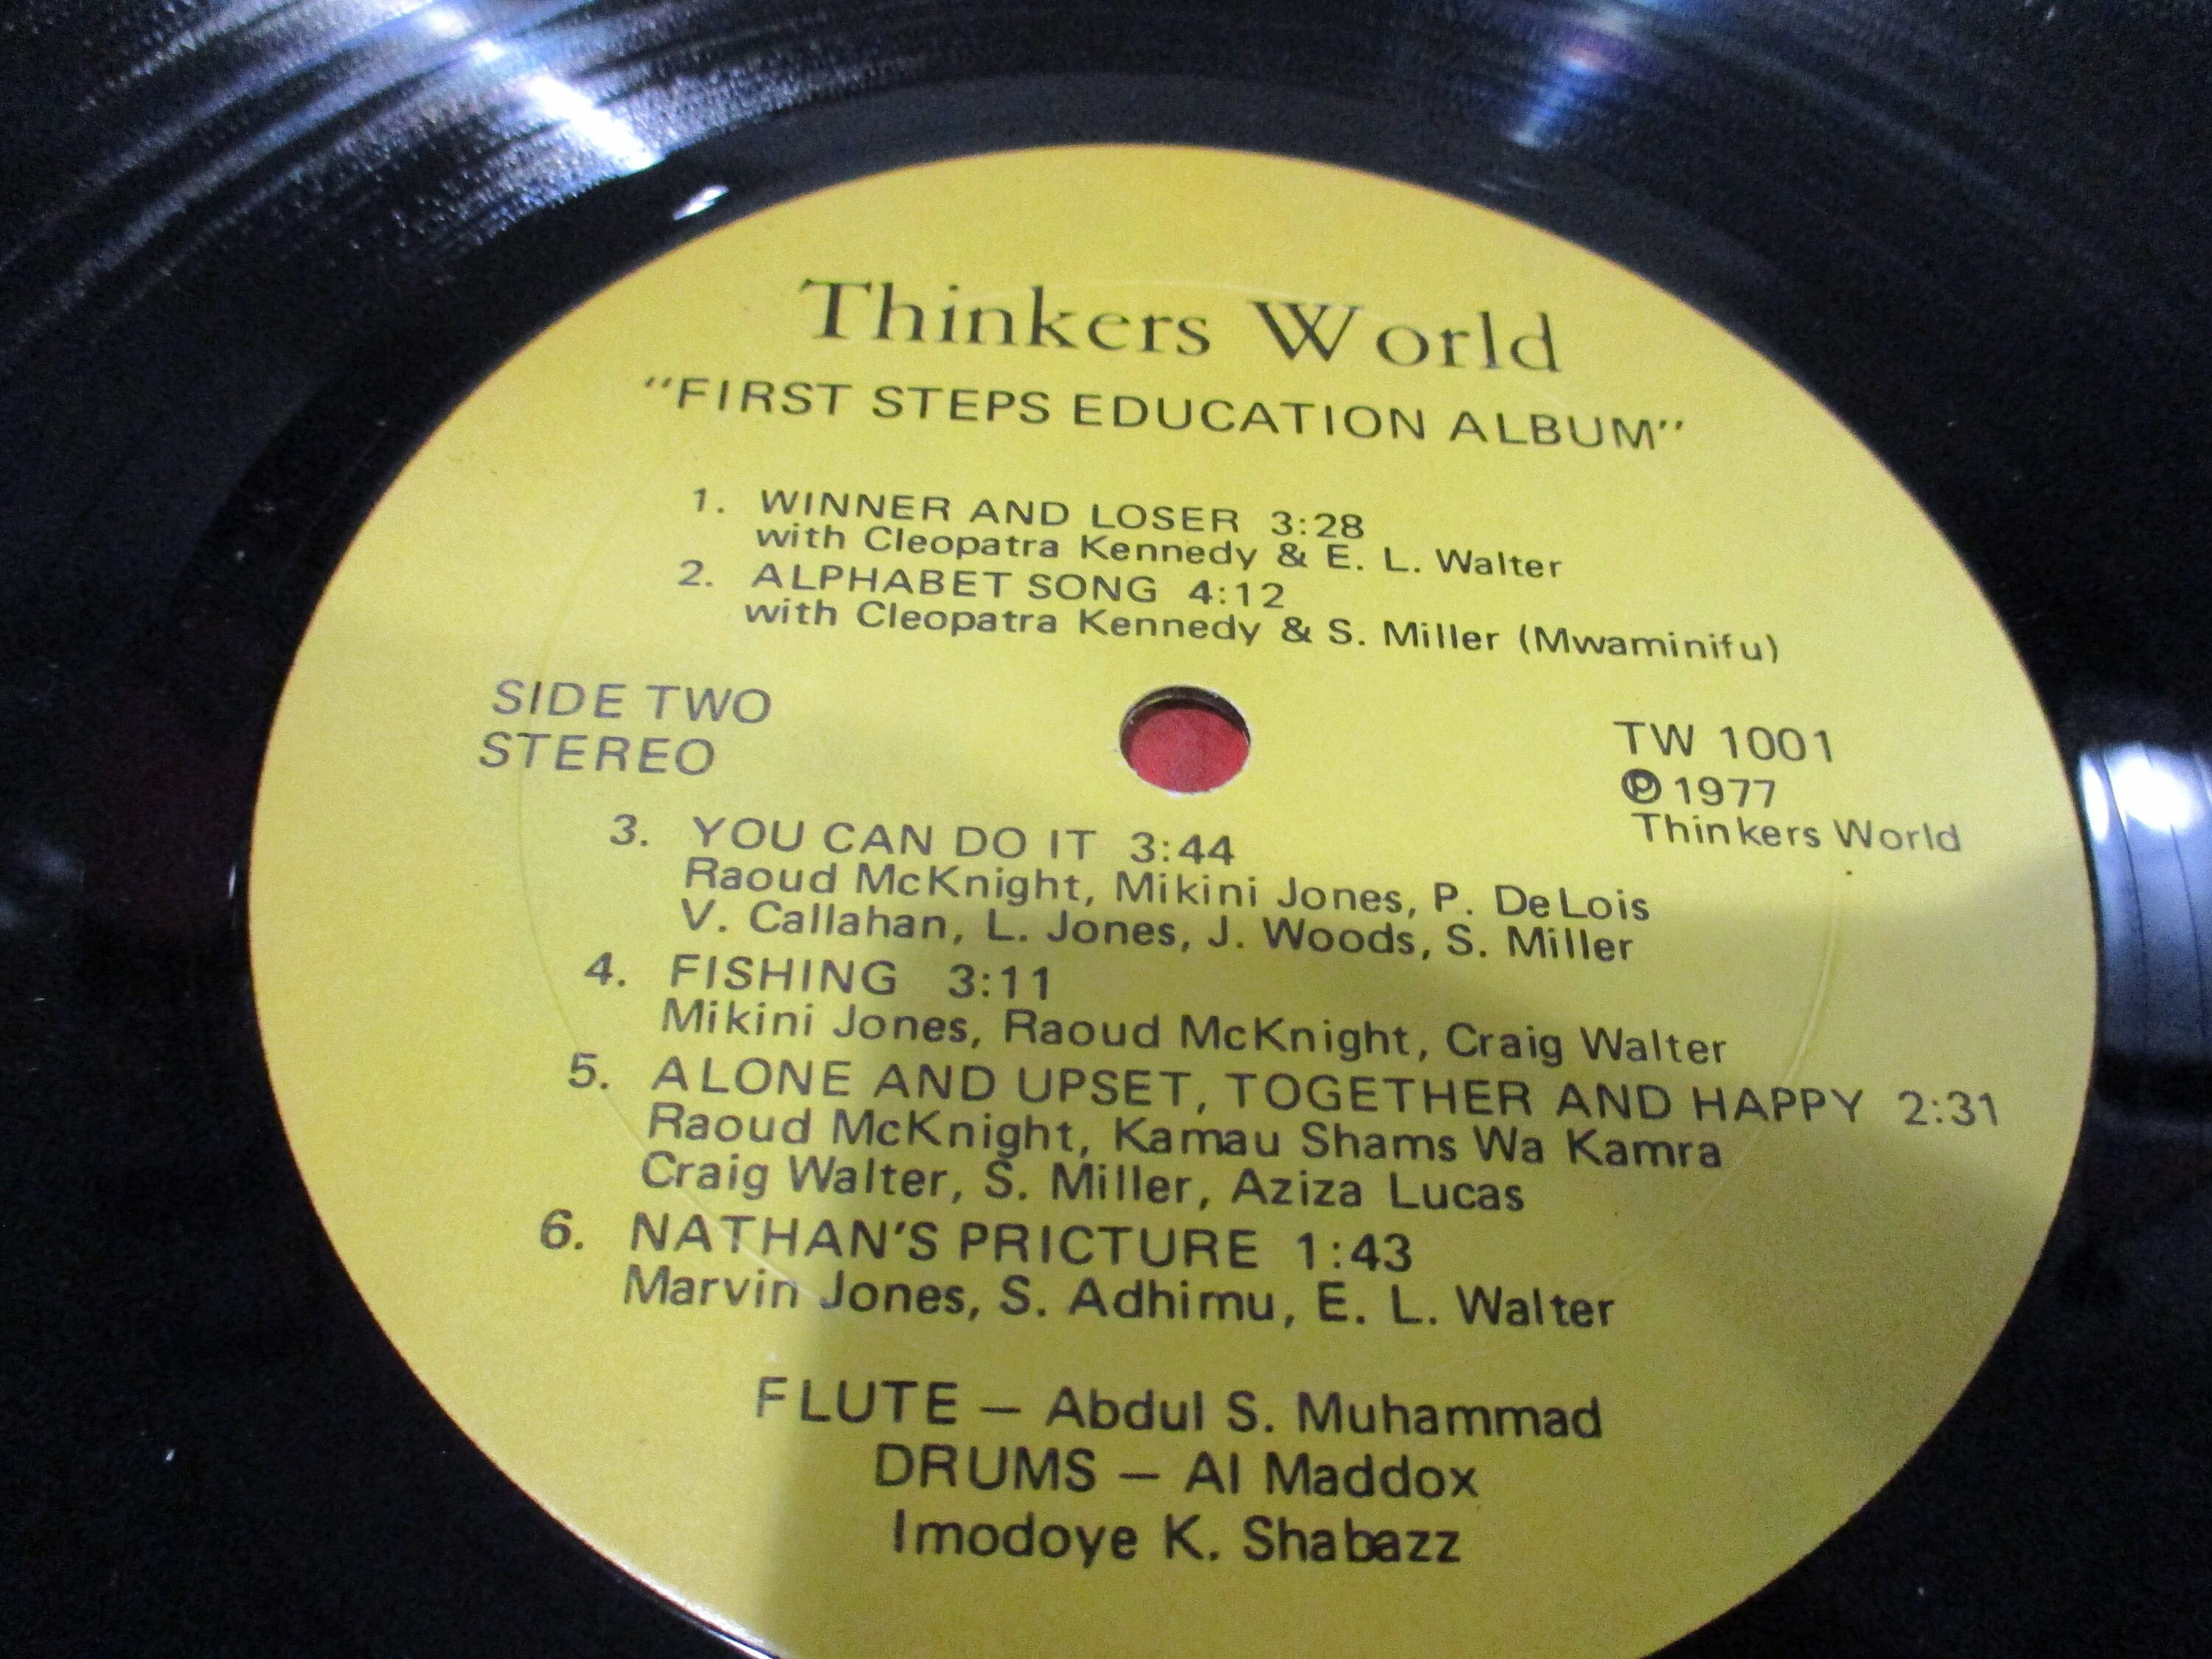 Thinkers World
"FIRST STEPS EDUCATION ALBUM"
1. WINNER AND LOSER 3:28
with Cleopatra Kennedy & E. L. Walter
2. ALPHABET SONG 4:12
with Cleopatra Kennedy & S. Miller (Mwaminifu)
SIDE TWO
STEREO
TW 1001
℗ 1977
Thinkers World
3. YOU CAN DO IT 3:44
Raoud McKnight, Mikini Jones, P. DeLois
V. Callahan, L. Jones, J. Woods, S. Miller
4. FISHING 3:11
Mikini Jones, Raoud McKnight, Craig Walter
5. ALONE AND UPSET, TOGETHER AND HAPPY 2:31
Raoud McKnight, Kamau Shams Wa Kamra
Craig Walter, S. Miller, Aziza Lucas
6. NATHAN'S PRICTURE 1:43
Marvin Jones, S. Adhimu, E. L. Walter
FLUTE — Abdul S. Muhammad
DRUMS — Al Maddox
Imodoye K. Shabazz